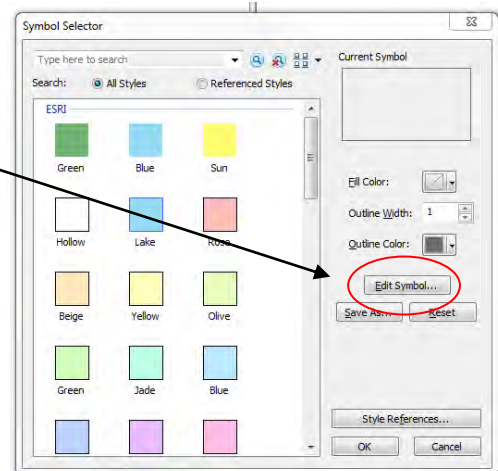 Symbol Selector
Type here to search
Search: All Styles Referenced Styles
ESRI
Green Blue Sun
Hollow Lake Rose
Beige Yellow Olive
Green Jade Blue
Current Symbol
Fill Color:
Outline Width: 1
Outline Color:
Edit Symbol...
Save As... Reset
Style References...
OK Cancel